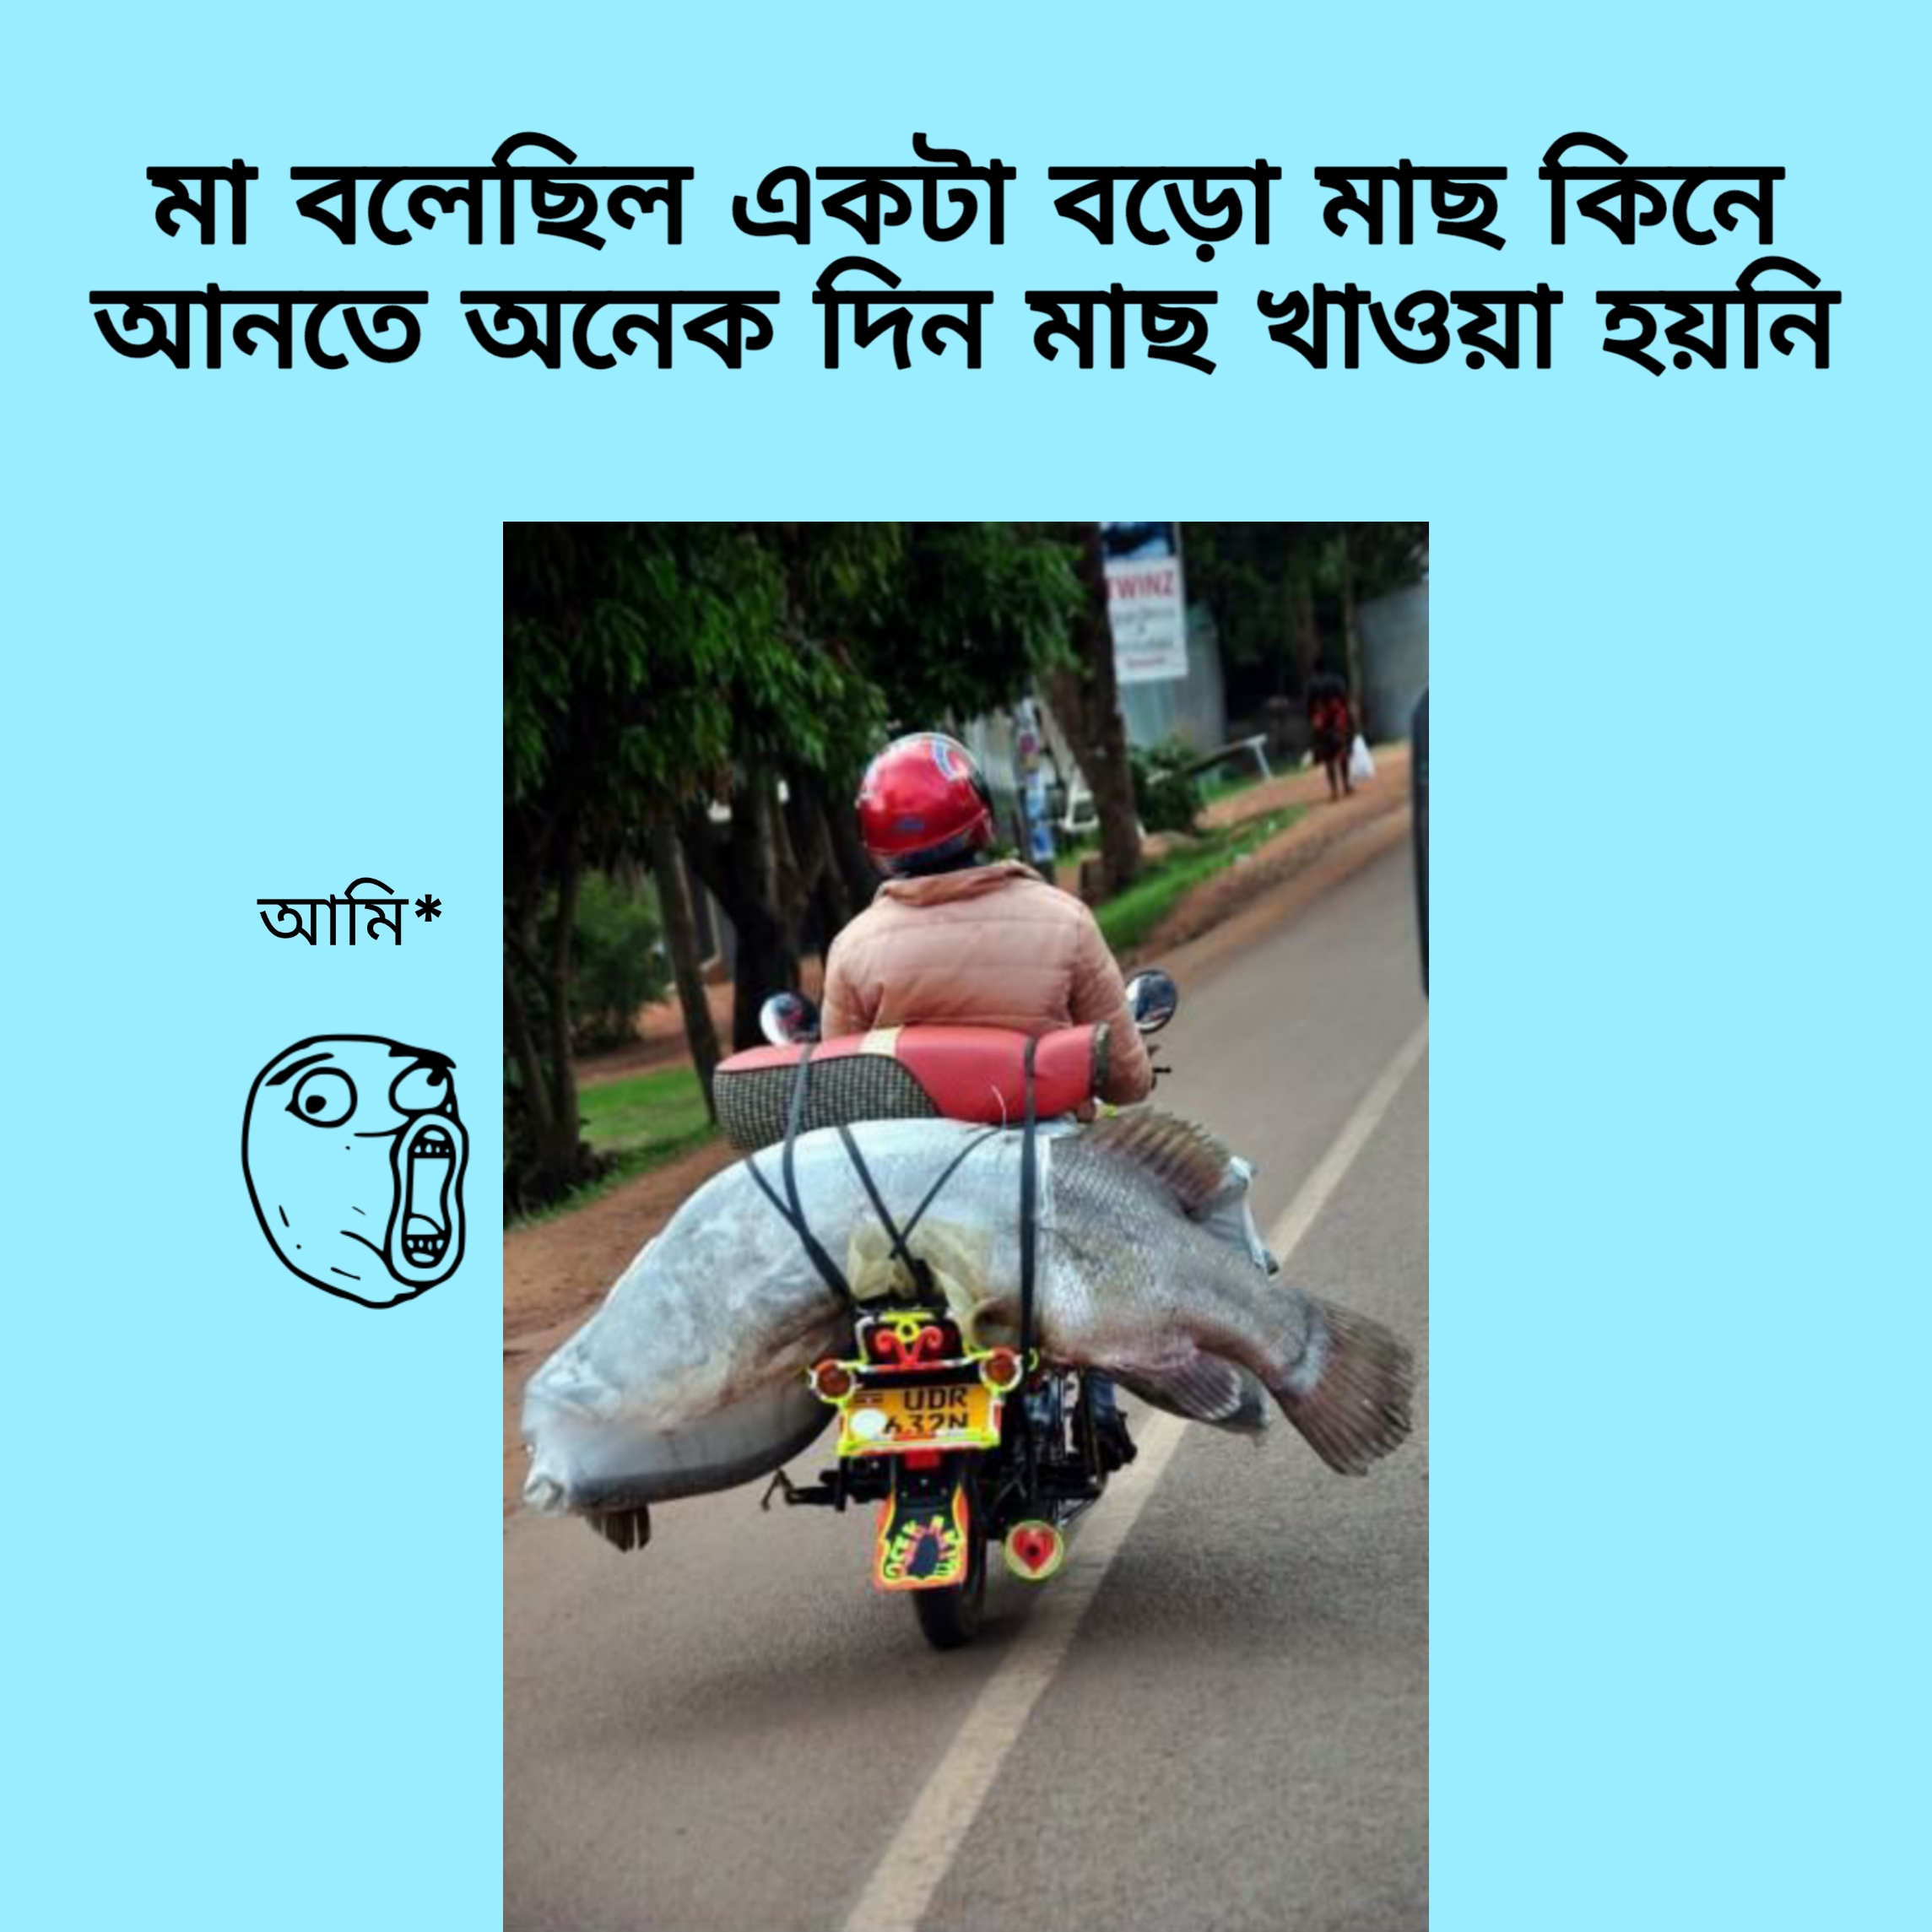 মা বলেছিল একটা বড়ো মাছ কিনে
আনতে অনেক দিন মাছ খাওয়া হয়নি
TWINZ
আমি*
UDR
632N